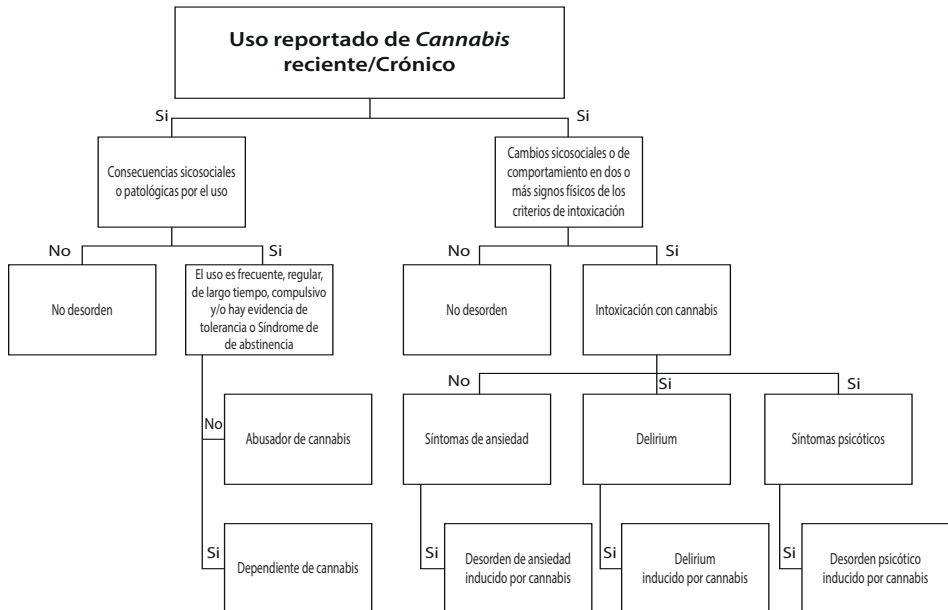 Uso reportado de Cannabis
reciente/Crónico
Si
Si
Consecuencias sicosociales
o patológicas por el uso
Cambios sicosociales o de
comportamiento en dos o
más signos físicos de los
criterios de intoxicación
No
Si
No
Si
No desorden
El uso es frecuente, regular,
de largo tiempo, compulsivo
y/o hay evidencia de
tolerancia o Síndrome de
de abstinencia
No desorden
Intoxicación con cannabis
No
Si
Si
No
Abusador de cannabis
Síntomas de ansiedad
Delirium
Síntomas psicóticos
Si
Dependiente de cannabis
Si
Desorden de ansiedad
inducido por cannabis
Si
Delirium
inducido por cannabis
Si
Desorden psicótico
inducido por cannabis